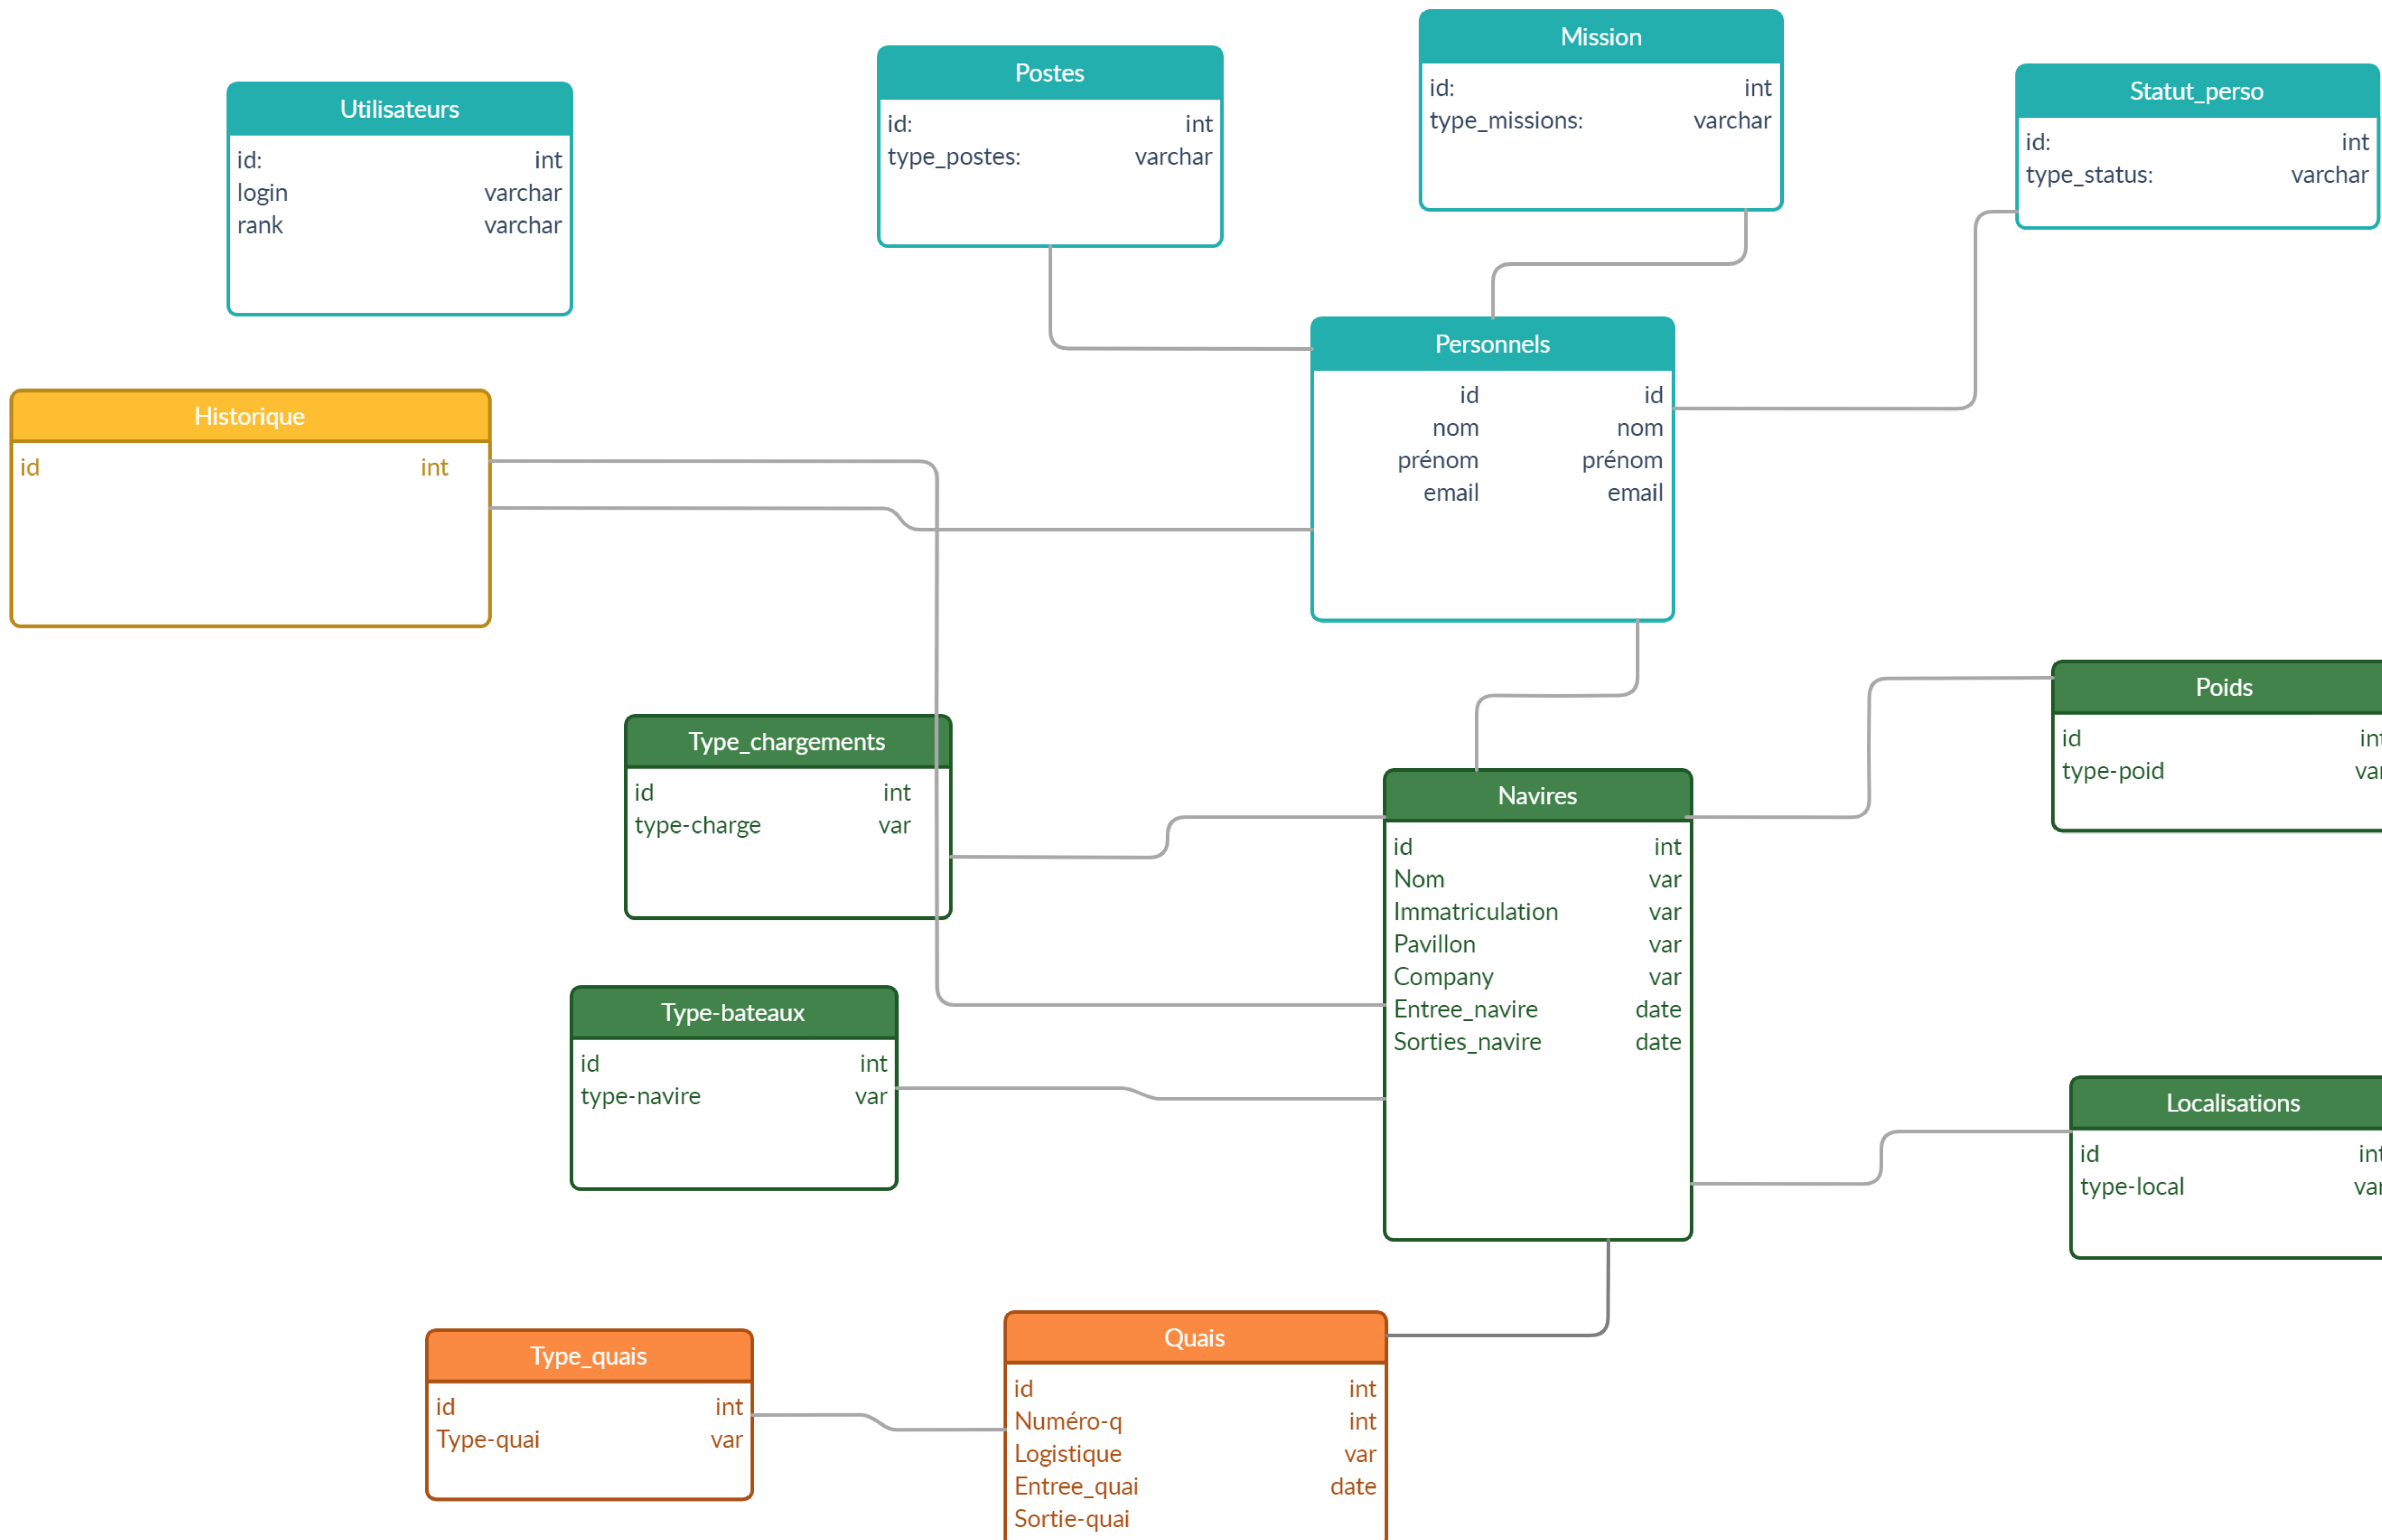 Mission
id: int
type_missions: varchar
Postes
id: int
type_postes: varchar
Statut_perso
id: int
type_status: varchar
Utilisateurs
id: int
login varchar
rank varchar
Personnels
id id
nom nom
prénom prénom
email email
Historique
id int
Poids
id int
type-poid var
Type_chargements
id int
type-charge var
Navires
id int
Nom var
Immatriculation var
Pavillon var
Company var
Entree_navire date
Sorties_navire date
Type-bateaux
id int
type-navire var
Localisations
id int
type-local var
Quais
id int
Numéro-q int
Logistique var
Entree_quai date
Sortie-quai
Type_quais
id int
Type-quai var